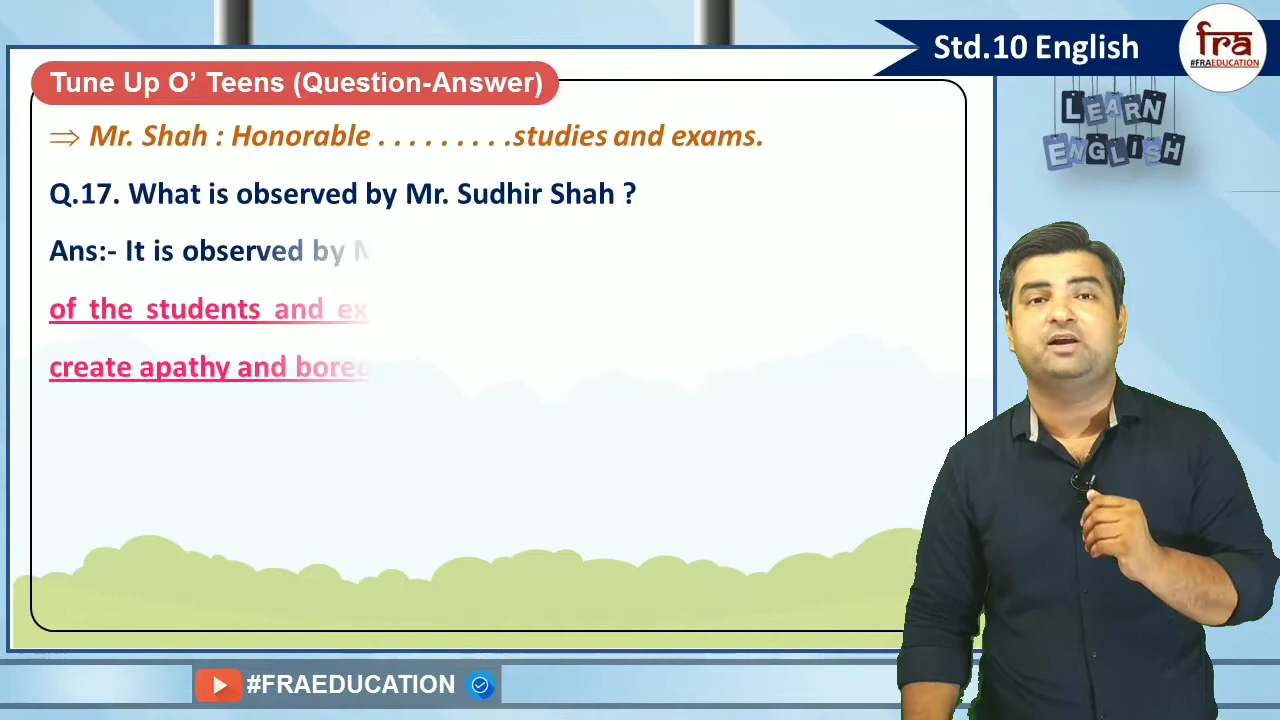 Std.10 English
fra
#FRAEDUCATION
LEARN
ENGLISH
Tune Up O’ Teens (Question-Answer)
⇒ Mr. Shah : Honorable . . . . . . . . .studies and exams.
Q.17. What is observed by Mr. Sudhir Shah ?
Ans:- It is observed by
of the students and
create apathy and
#FRAEDUCATION